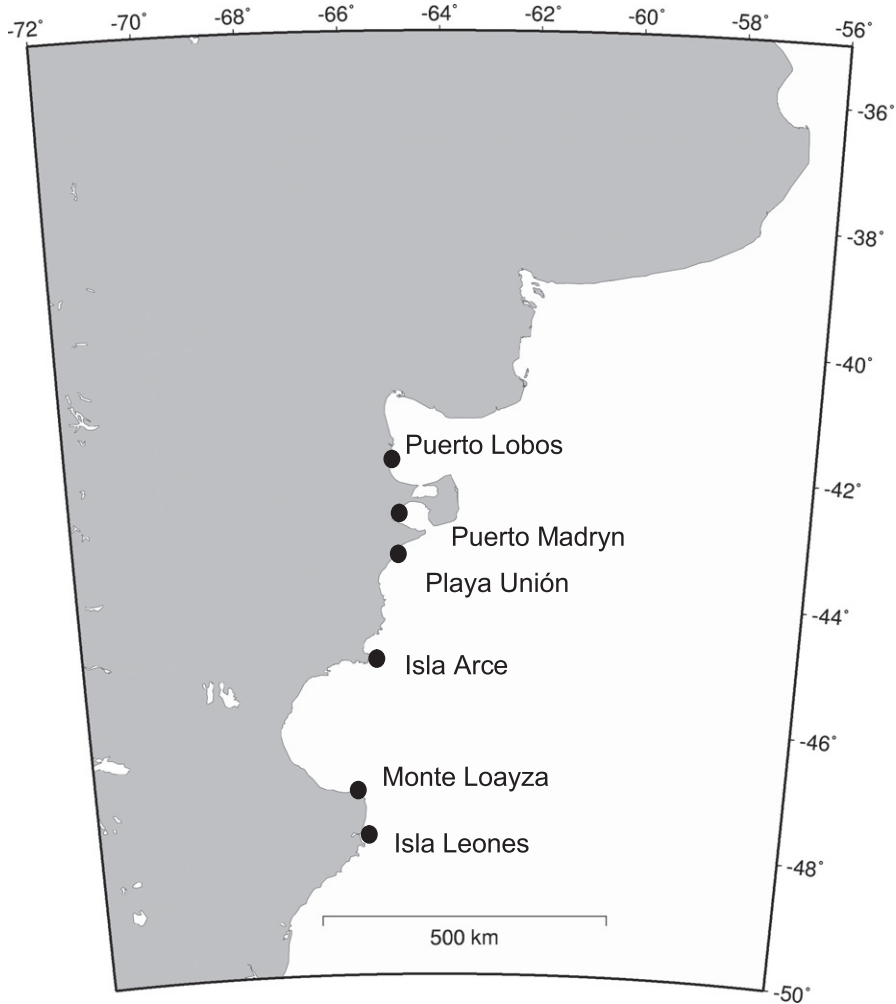 -72° -70° -68° -66° -64° -62° -60° -58° -56°
-36°
-38°
-40°
Puerto Lobos
-42°
Puerto Madryn
Playa Unión
-44°
Isla Arce
-46°
Monte Loayza
Isla Leones
-48°
500 km
-50°